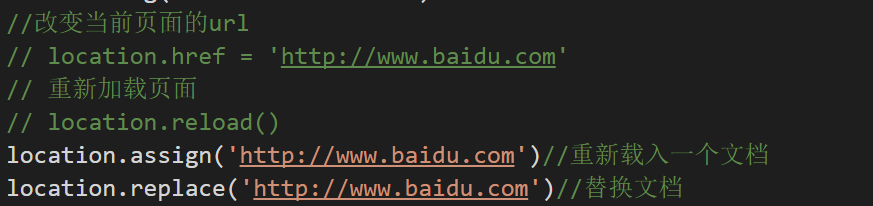 //改变当前页面的url
// location.href = 'http://www.baidu.com'
// 重新加载页面
// location.reload()
location.assign('http://www.baidu.com')//重新载入一个文档
location.replace('http://www.baidu.com')//替换文档